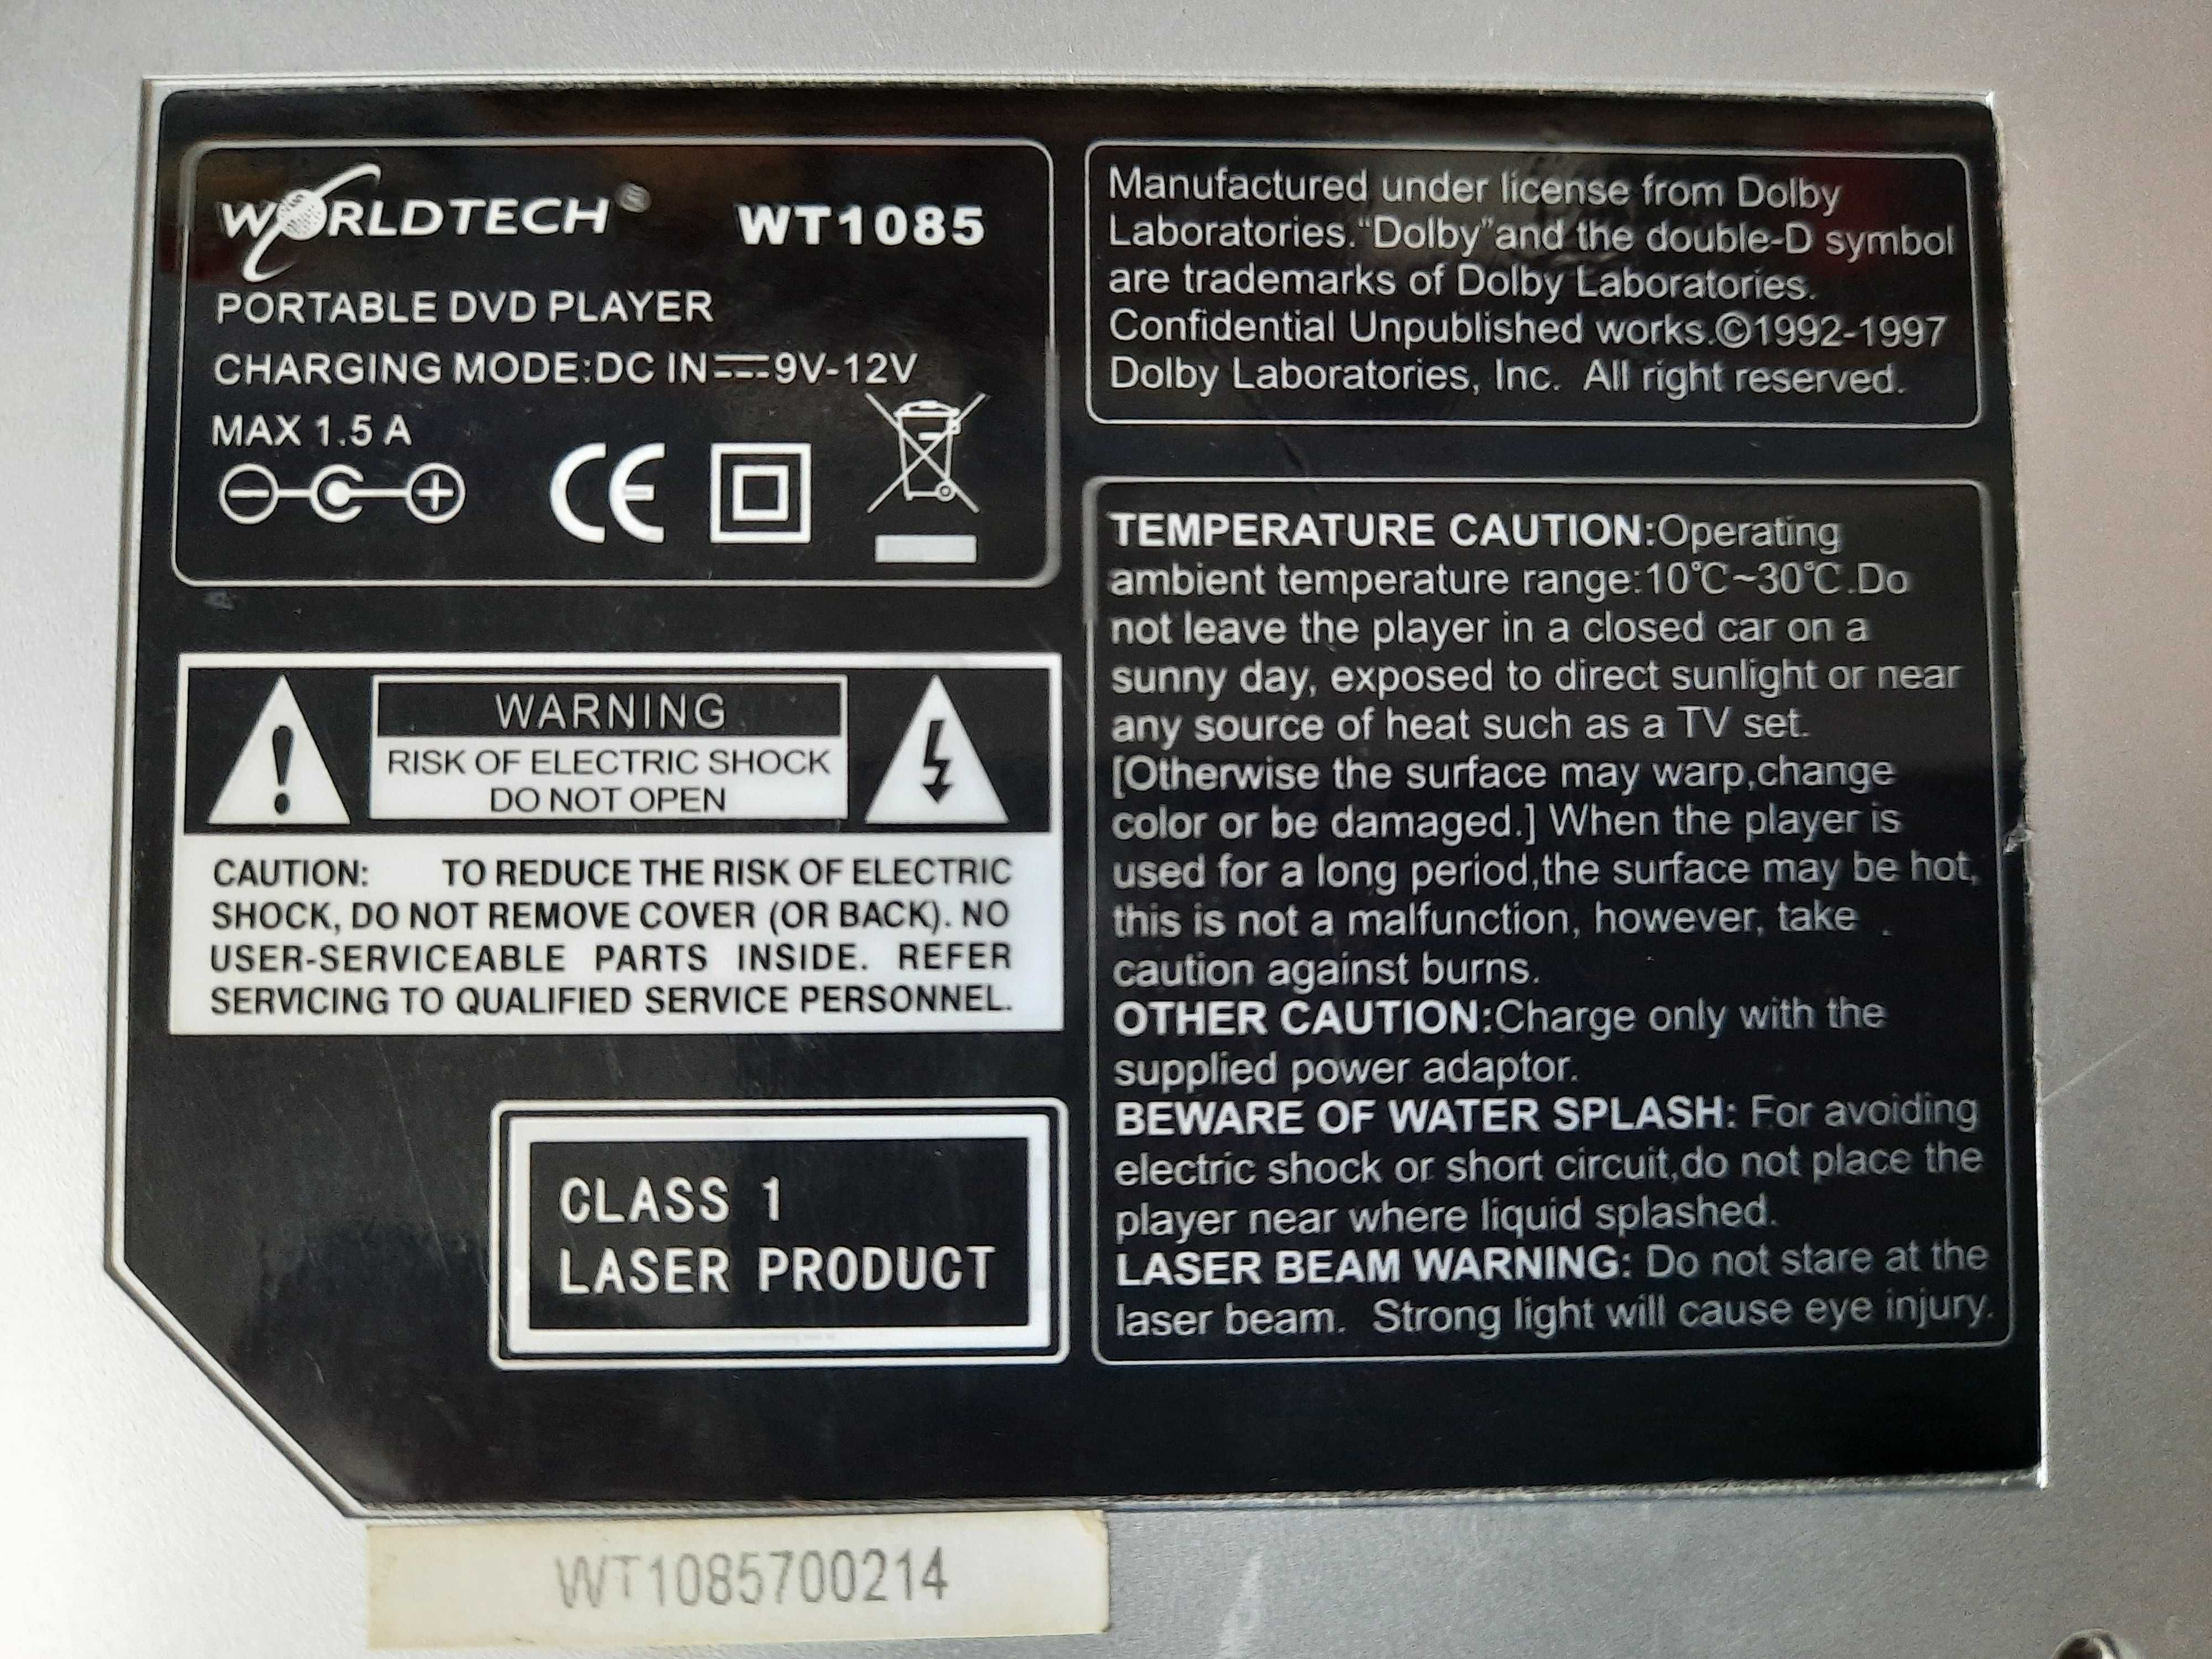 WORLDTECH® WT1085
PORTABLE DVD PLAYER
CHARGING MODE:DC IN⎓9V-12V
MAX 1.5 A
CE
Manufactured under license from Dolby
Laboratories.“Dolby”and the double-D symbol
are trademarks of Dolby Laboratories.
Confidential Unpublished works.©1992-1997
Dolby Laboratories, Inc. All right reserved.
WARNING
RISK OF ELECTRIC SHOCK
DO NOT OPEN
CAUTION: TO REDUCE THE RISK OF ELECTRIC
SHOCK, DO NOT REMOVE COVER (OR BACK). NO
USER-SERVICEABLE PARTS INSIDE. REFER
SERVICING TO QUALIFIED SERVICE PERSONNEL.
CLASS 1
LASER PRODUCT
TEMPERATURE CAUTION:Operating
ambient temperature range:10℃~30℃.Do
not leave the player in a closed car on a
sunny day, exposed to direct sunlight or near
any source of heat such as a TV set.
[Otherwise the surface may warp,change
color or be damaged.] When the player is
used for a long period,the surface may be hot,
this is not a malfunction, however, take .
caution against burns.
OTHER CAUTION:Charge only with the
supplied power adaptor.
BEWARE OF WATER SPLASH: For avoiding
electric shock or short circuit,do not place the
player near where liquid splashed.
LASER BEAM WARNING: Do not stare at the
laser beam. Strong light will cause eye injury.
WT1085700214